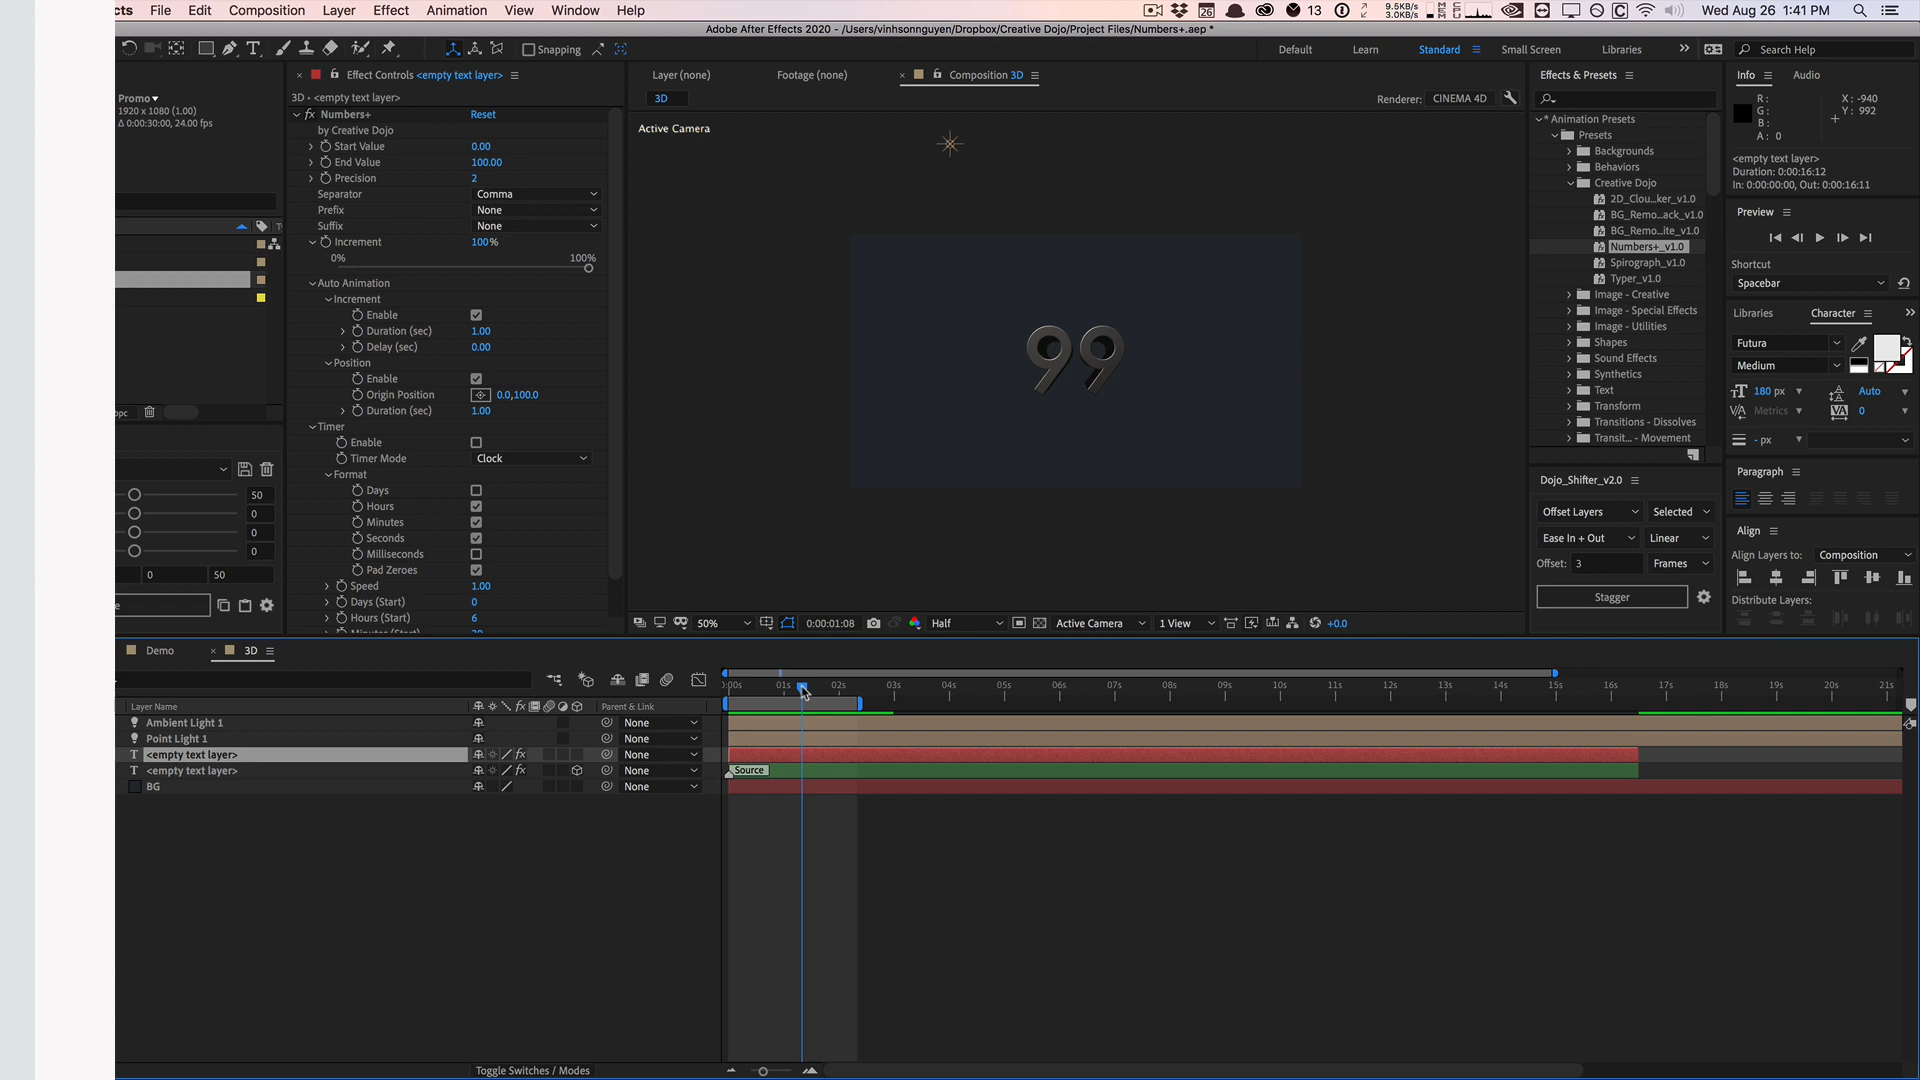 cts File Edit Composition Layer Effect Animation View Window Help
26 13 9.5KB/s 3.0KB/s Wed Aug 26 1:41 PM
Adobe After Effects 2020 - /Users/vinhsonnguyen/Dropbox/Creative Dojo/Project Files/Numbers+.aep *
Snapping Default Learn Standard Small Screen Libraries Search Help
Effect Controls <empty text layer>
Layer (none) Footage (none) Composition 3D
Effects & Presets
Info Audio
Promo
1920 x 1080 (1.00)
Δ 0:00:30:00, 24.00 fps
3D • <empty text layer>
Numbers+ Reset
by Creative Dojo
Start Value 0.00
End Value 100.00
Precision 2
Separator Comma
Prefix None
Suffix None
Increment 100%
0% 100%
Auto Animation
Increment
Enable
Duration (sec) 1.00
Delay (sec) 0.00
Position
Enable
Origin Position 0.0,100.0
Duration (sec) 1.00
Timer
Enable
Timer Mode Clock
Format
Days
Hours
Minutes
Seconds
Milliseconds
Pad Zeroes
Speed 1.00
Days (Start) 0
Hours (Start) 6
50
0
0
0
0 50
3D
Renderer: CINEMA 4D
Active Camera
99
50% 0:00:01:08 Half Active Camera 1 View +0.0
* Animation Presets
Presets
Backgrounds
Behaviors
Creative Dojo
2D_Clou...ker_v1.0
BG_Remo...ack_v1.0
BG_Remo...ite_v1.0
Numbers+_v1.0
Spirograph_v1.0
Typer_v1.0
Image - Creative
Image - Special Effects
Image - Utilities
Shapes
Sound Effects
Synthetics
Text
Transform
Transitions - Dissolves
Transit... - Movement
Dojo_Shifter_v2.0
Offset Layers Selected
Ease In + Out Linear
Offset: 3 Frames
Stagger
R: X: -940
G: Y: 992
B:
A: 0
<empty text layer>
Duration: 0:00:16:12
In: 0:00:00:00, Out: 0:00:16:11
Preview
Shortcut
Spacebar
Libraries Character
Futura
Medium
180 px Auto
Metrics 0
- px
Paragraph
Align
Align Layers to: Composition
Distribute Layers:
Demo 3D
0:00s 01s 02s 03s 04s 05s 06s 07s 08s 09s 10s 11s 12s 13s 14s 15s 16s 17s 18s 19s 20s 21s
Layer Name Parent & Link
Ambient Light 1 None
Point Light 1 None
<empty text layer> None
<empty text layer> None Source
BG None
Toggle Switches / Modes